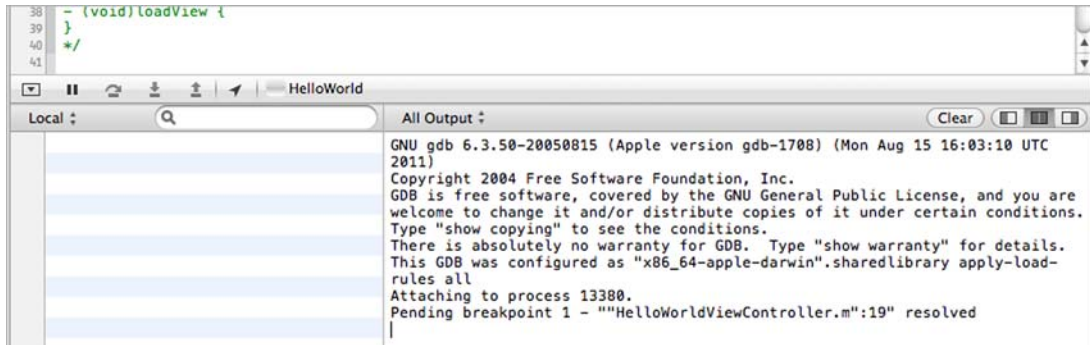 38 - (void)loadView {
39 }
40 */
41
HelloWorld
Local
All Output
Clear
GNU gdb 6.3.50-20050815 (Apple version gdb-1708) (Mon Aug 15 16:03:10 UTC
2011)
Copyright 2004 Free Software Foundation, Inc.
GDB is free software, covered by the GNU General Public License, and you are
welcome to change it and/or distribute copies of it under certain conditions.
Type "show copying" to see the conditions.
There is absolutely no warranty for GDB.  Type "show warranty" for details.
This GDB was configured as "x86_64-apple-darwin".sharedlibrary apply-load-
rules all
Attaching to process 13380.
Pending breakpoint 1 - ""HelloWorldViewController.m":19" resolved